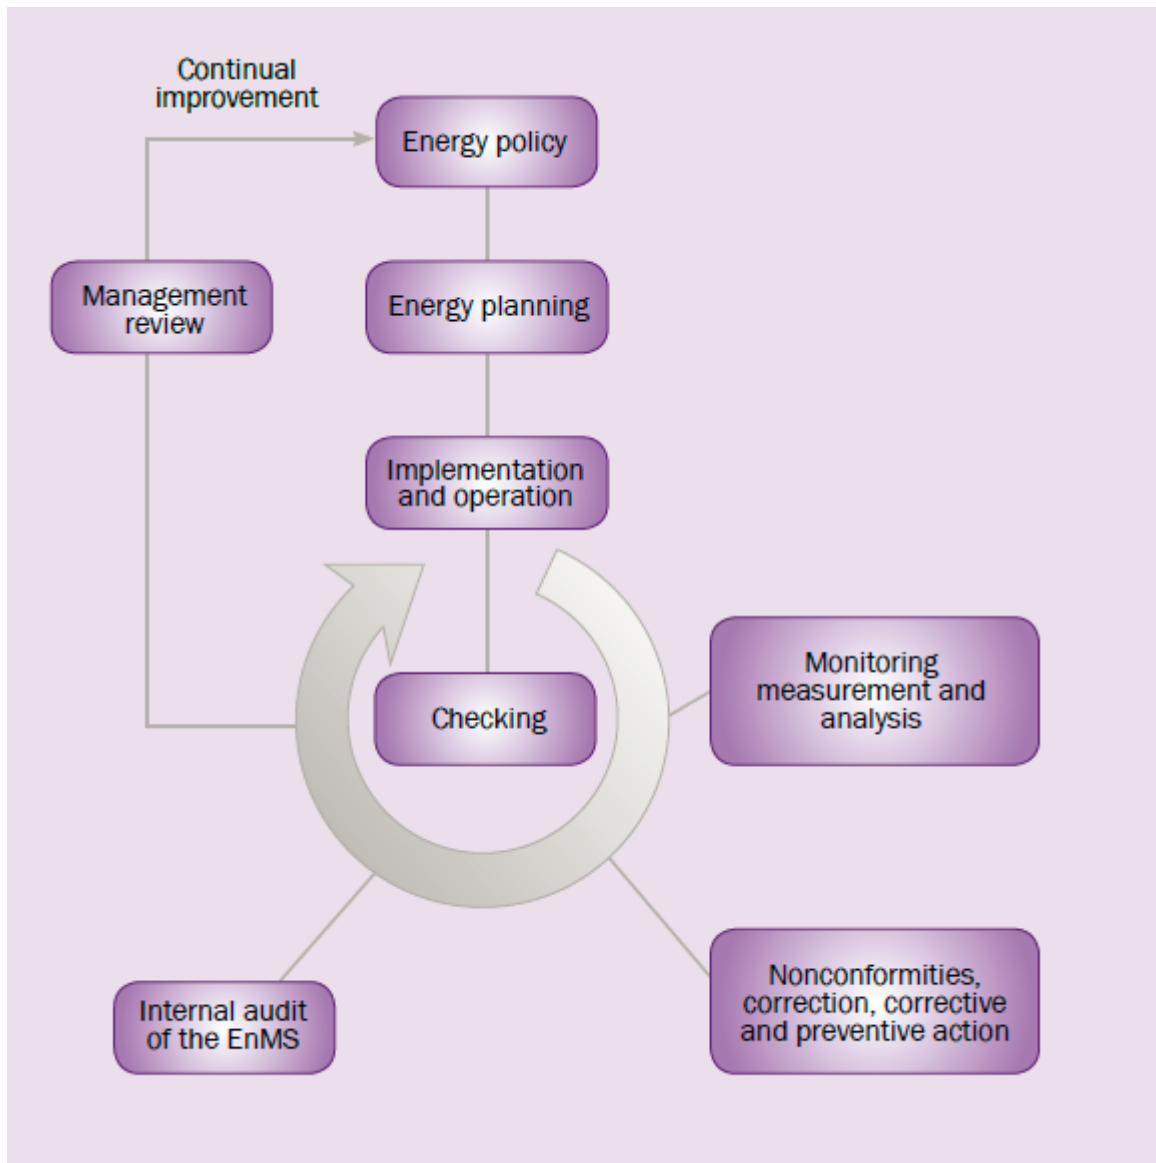 Continual
improvement
Energy policy
Management
review
Energy planning
Implementation
and operation
Checking
Monitoring
measurement and
analysis
Internal audit
of the EnMS
Nonconformities,
correction, corrective
and preventive action